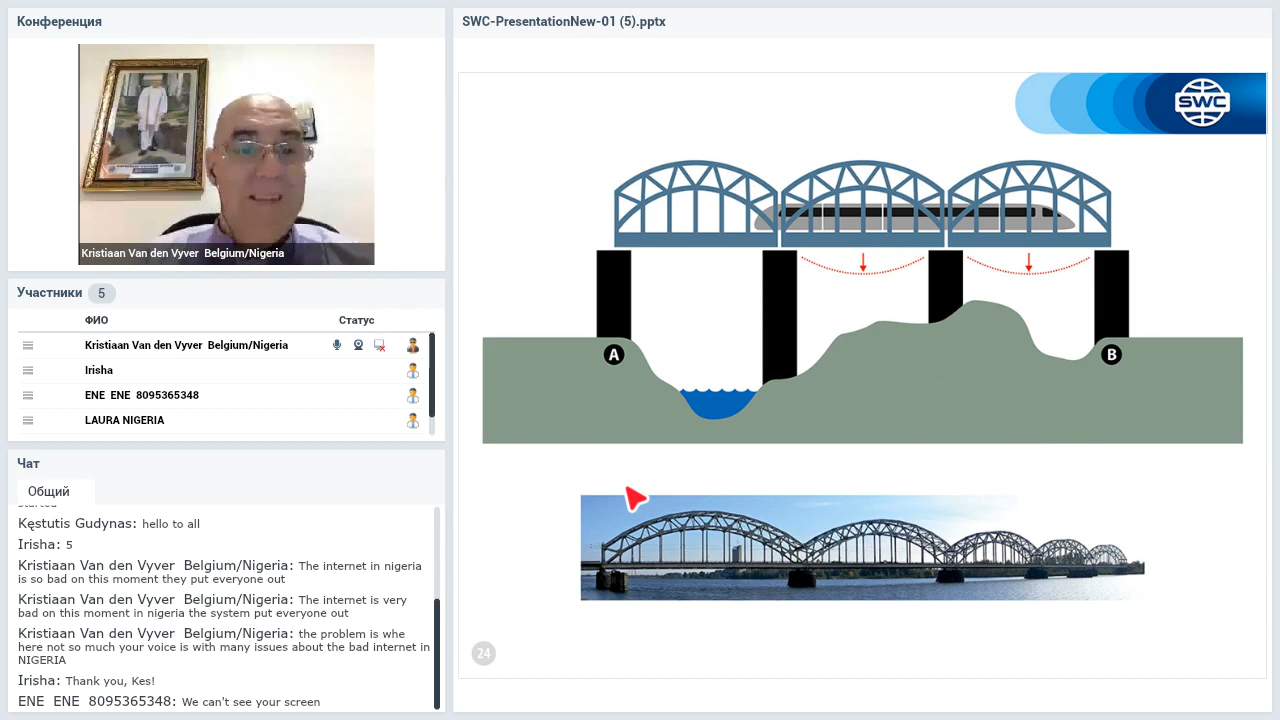 Конференция
Kristiaan Van den Vyver  Belgium/Nigeria
Участники 5
ФИО Статус
Kristiaan Van den Vyver  Belgium/Nigeria
Irisha
ENE  ENE  8095365348
LAURA NIGERIA
Чат
Общий
started
Kęstutis Gudynas: hello to all
Irisha: 5
Kristiaan Van den Vyver  Belgium/Nigeria: The internet in nigeria
is so bad on this moment they put everyone out
Kristiaan Van den Vyver  Belgium/Nigeria: The internet is very
bad on this moment in nigeria the system put everyone out
Kristiaan Van den Vyver  Belgium/Nigeria: the problem is whe
here not so much your voice is with many issues about the bad internet in
NIGERIA
Irisha: Thank you, Kes!
ENE  ENE  8095365348: We can't see your screen
SWC-PresentationNew-01 (5).pptx
SWC
A
B
24